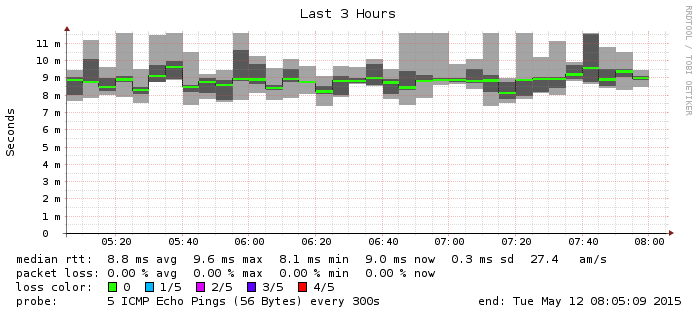 Last 3 Hours
RRDTOOL / TOBI OETIKER
Seconds
11 m
10 m
9 m
8 m
7 m
6 m
5 m
4 m
3 m
2 m
1 m
0
05:20 05:40 06:00 06:20 06:40 07:00 07:20 07:40 08:00
median rtt: 8.8 ms avg 9.6 ms max 8.1 ms min 9.0 ms now 0.3 ms sd 27.4 am/s
packet loss: 0.00 % avg 0.00 % max 0.00 % min 0.00 % now
loss color: 0 1/5 2/5 3/5 4/5
probe: 5 ICMP Echo Pings (56 Bytes) every 300s end: Tue May 12 08:05:09 2015